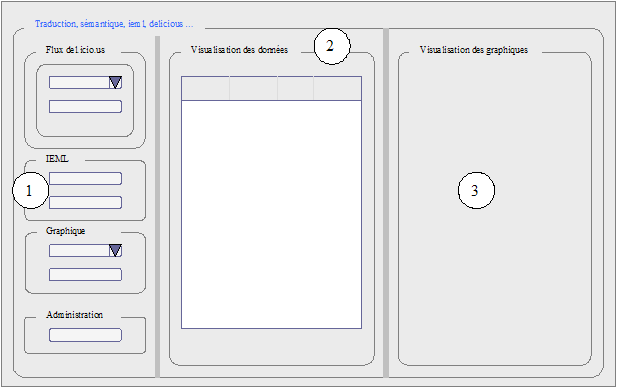 Traduction, sémantique, ieml, delicious ...
Flux del.icio.us
Visualisation des données
2
Visualisation des graphiques
IEML
1
3
Graphique
Administration